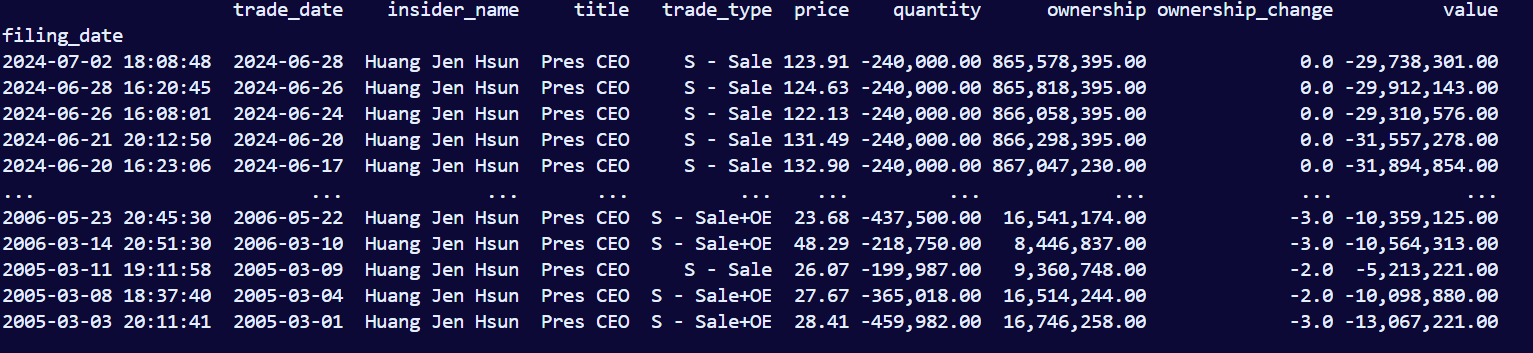 trade_date insider_name title trade_type price quantity ownership ownership_change value
filing_date
2024-07-02 18:08:48 2024-06-28 Huang Jen Hsun Pres CEO S - Sale 123.91 -240,000.00 865,578,395.00 0.0 -29,738,301.00
2024-06-28 16:20:45 2024-06-26 Huang Jen Hsun Pres CEO S - Sale 124.63 -240,000.00 865,818,395.00 0.0 -29,912,143.00
2024-06-26 16:08:01 2024-06-24 Huang Jen Hsun Pres CEO S - Sale 122.13 -240,000.00 866,058,395.00 0.0 -29,310,576.00
2024-06-21 20:12:50 2024-06-20 Huang Jen Hsun Pres CEO S - Sale 131.49 -240,000.00 866,298,395.00 0.0 -31,557,278.00
2024-06-20 16:23:06 2024-06-17 Huang Jen Hsun Pres CEO S - Sale 132.90 -240,000.00 867,047,230.00 0.0 -31,894,854.00
... ... ... ... ... ... ... ... ... ...
2006-05-23 20:45:30 2006-05-22 Huang Jen Hsun Pres CEO S - Sale+OE 23.68 -437,500.00 16,541,174.00 -3.0 -10,359,125.00
2006-03-14 20:51:30 2006-03-10 Huang Jen Hsun Pres CEO S - Sale+OE 48.29 -218,750.00 8,446,837.00 -3.0 -10,564,313.00
2005-03-11 19:11:58 2005-03-09 Huang Jen Hsun Pres CEO S - Sale 26.07 -199,987.00 9,360,748.00 -2.0 -5,213,221.00
2005-03-08 18:37:40 2005-03-04 Huang Jen Hsun Pres CEO S - Sale+OE 27.67 -365,018.00 16,514,244.00 -2.0 -10,098,880.00
2005-03-03 20:11:41 2005-03-01 Huang Jen Hsun Pres CEO S - Sale+OE 28.41 -459,982.00 16,746,258.00 -3.0 -13,067,221.00